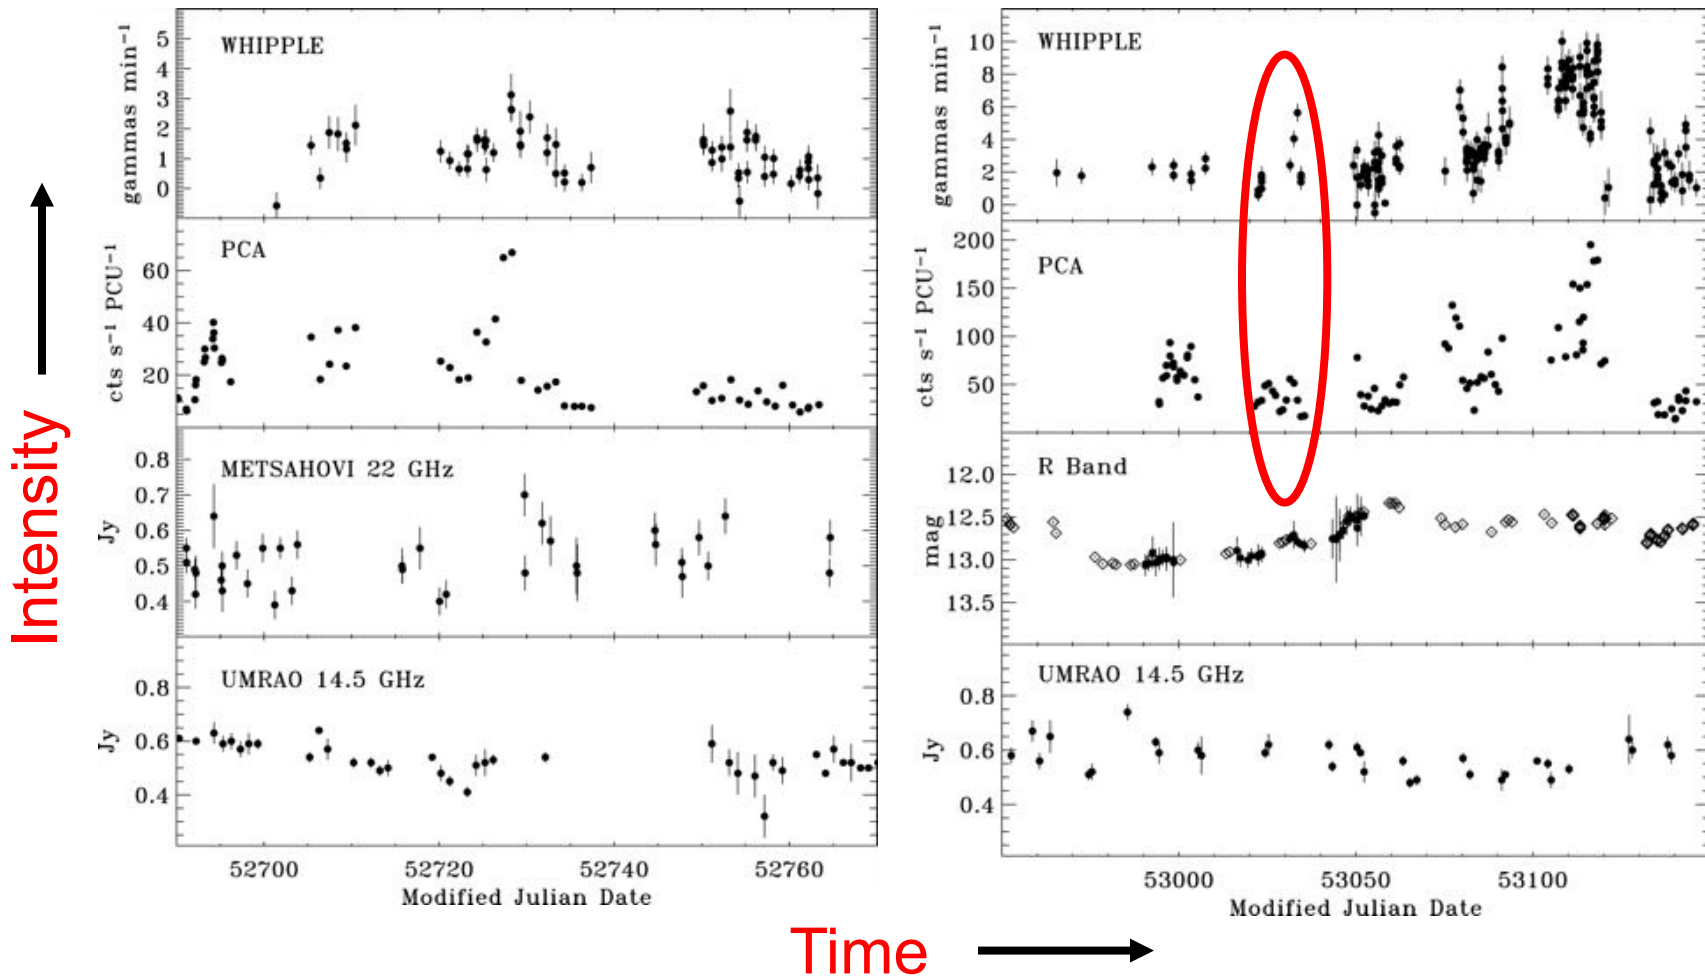 WHIPPLE
gammas min⁻¹
5
4
3
2
1
0
PCA
cts s⁻¹ PCU⁻¹
60
40
20
METSAHOVI 22 GHz
Jy
0.8
0.7
0.6
0.5
0.4
UMRAO 14.5 GHz
Jy
0.8
0.6
0.4
52700 52720 52740 52760
Modified Julian Date
WHIPPLE
gammas min⁻¹
10
8
6
4
2
0
PCA
cts s⁻¹ PCU⁻¹
200
150
100
50
R Band
mag
12.0
12.5
13.0
13.5
UMRAO 14.5 GHz
Jy
0.8
0.6
0.4
53000 53050 53100
Modified Julian Date
Intensity
Time